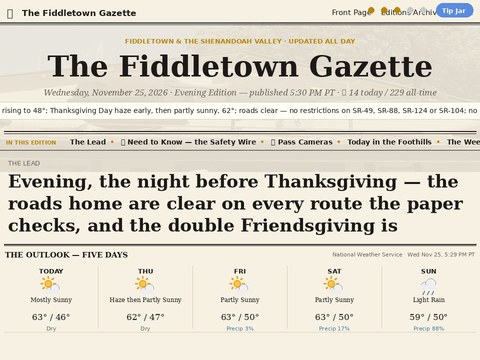 The Fiddletown Gazette
Front Page Editions Archiv
Tip Jar
FIDDLETOWN & THE SHENANDOAH VALLEY · UPDATED ALL DAY
The Fiddletown Gazette
Wednesday, November 25, 2026 · Evening Edition — published 5:30 PM PT · 14 today / 229 all-time
rising to 48°; Thanksgiving Day haze early, then partly sunny, 62°; roads clear — no restrictions on SR-49, SR-88, SR-124 or SR-104; no
IN THIS EDITION The Lead • Need to Know — the Safety Wire • Pass Cameras • Today in the Foothills • The Wee
THE LEAD
Evening, the night before Thanksgiving — the
roads home are clear on every route the paper
checks, and the double Friendsgiving is
THE OUTLOOK — FIVE DAYS
National Weather Service · Wed Nov 25, 5:29 PM PT
TODAY THU FRI SAT SUN
Mostly Sunny Haze then Partly Sunny Partly Sunny Partly Sunny Light Rain
63° / 46° 62° / 47° 63° / 50° 63° / 50° 59° / 50°
Dry Dry Precip 3% Precip 17% Precip 88%